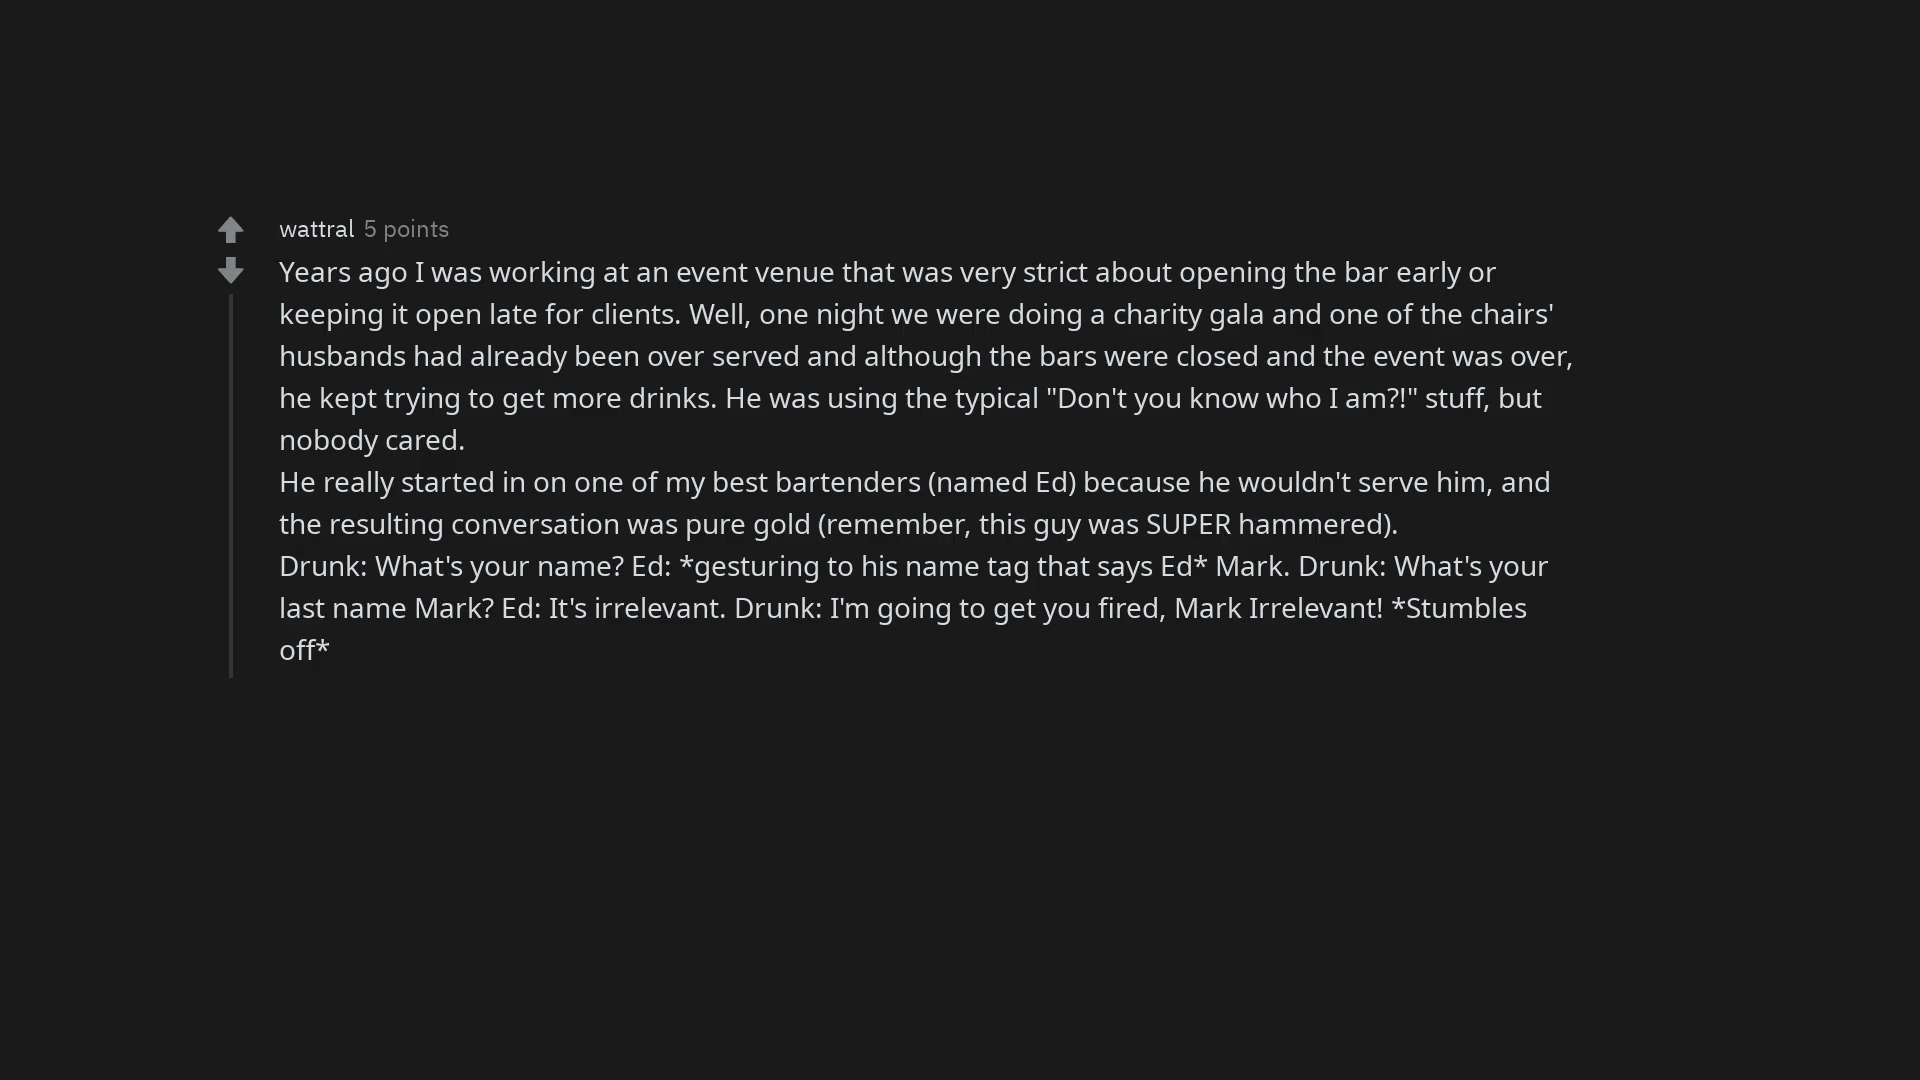 wattral 5 points
Years ago I was working at an event venue that was very strict about opening the bar early or
keeping it open late for clients. Well, one night we were doing a charity gala and one of the chairs'
husbands had already been over served and although the bars were closed and the event was over,
he kept trying to get more drinks. He was using the typical "Don't you know who I am?!" stuff, but
nobody cared.
He really started in on one of my best bartenders (named Ed) because he wouldn't serve him, and
the resulting conversation was pure gold (remember, this guy was SUPER hammered).
Drunk: What's your name? Ed: *gesturing to his name tag that says Ed* Mark. Drunk: What's your
last name Mark? Ed: It's irrelevant. Drunk: I'm going to get you fired, Mark Irrelevant! *Stumbles
off*